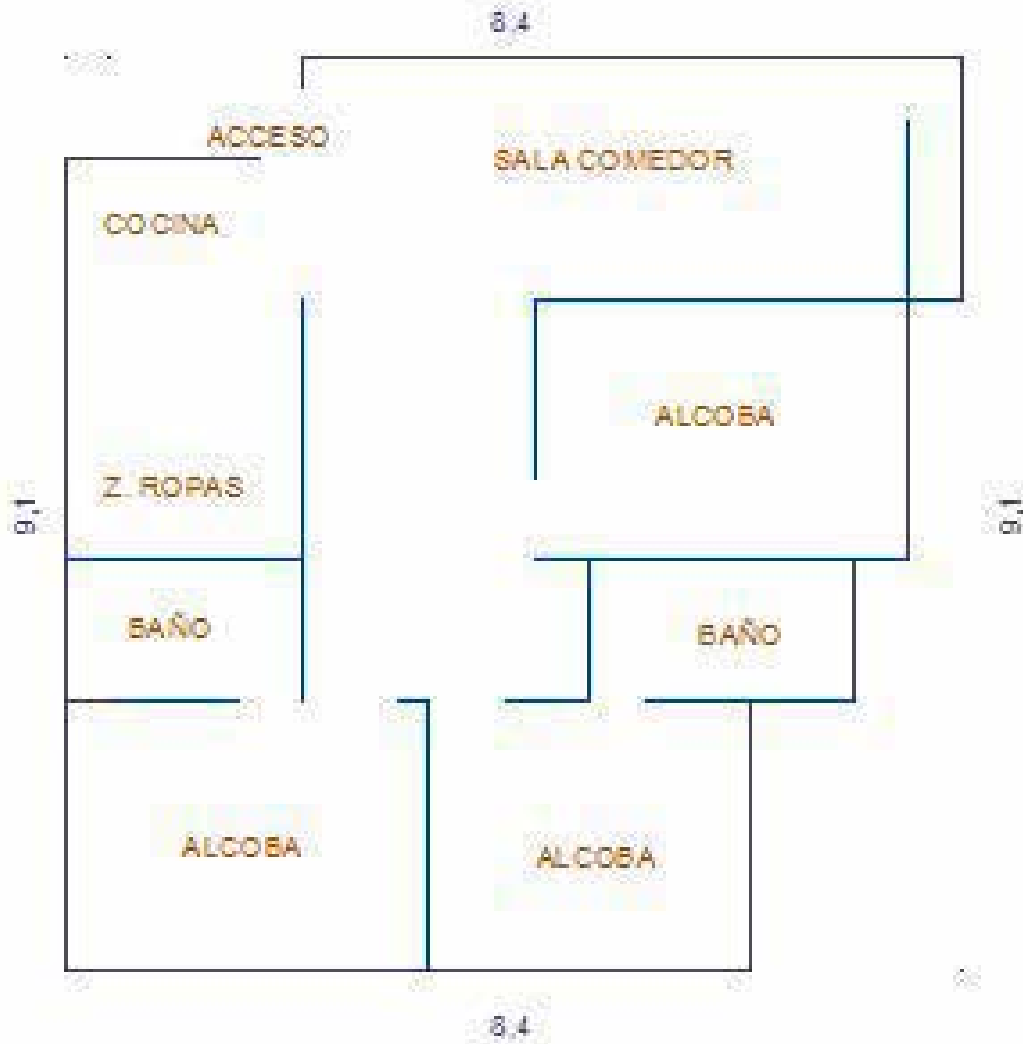 8,4
ACCESO
SALA COMEDOR
COCINA
ALCOBA
Z. ROPAS
9,1
9,1
BAÑO
BAÑO
ALCOBA
ALCOBA
8,4